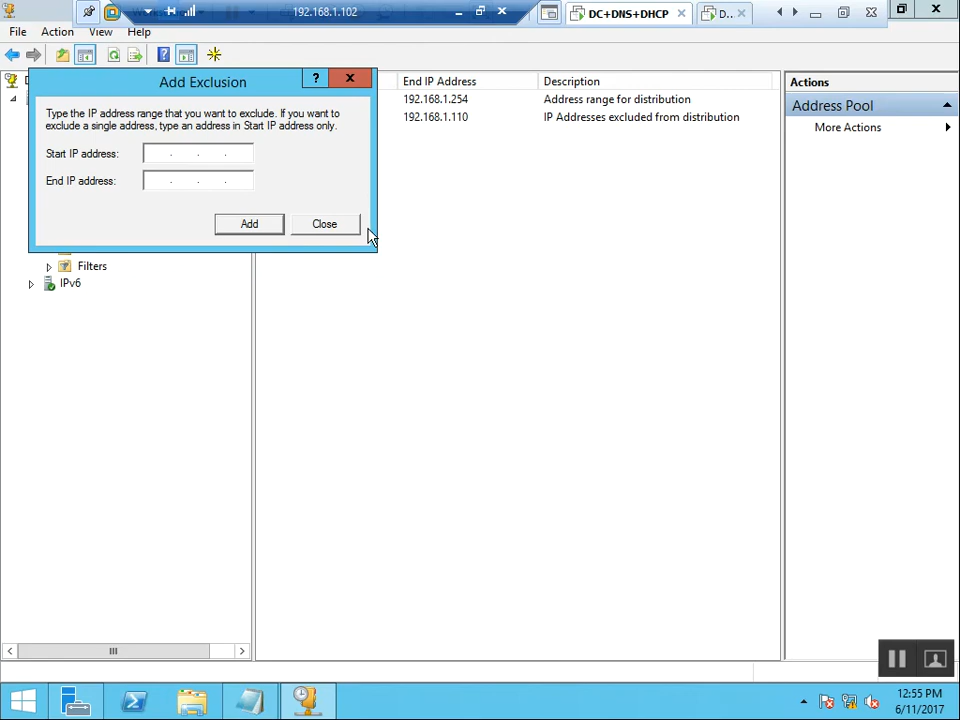 192.168.1.102
DC+DNS+DHCP
D..
File Action View Help
Add Exclusion
?
Type the IP address range that you want to exclude. If you want to
exclude a single address, type an address in Start IP address only.
Start IP address: . . .
End IP address: . . .
Add Close
End IP Address Description
192.168.1.254 Address range for distribution
192.168.1.110 IP Addresses excluded from distribution
Actions
Address Pool
More Actions
Filters
IPv6
12:55 PM
6/11/2017